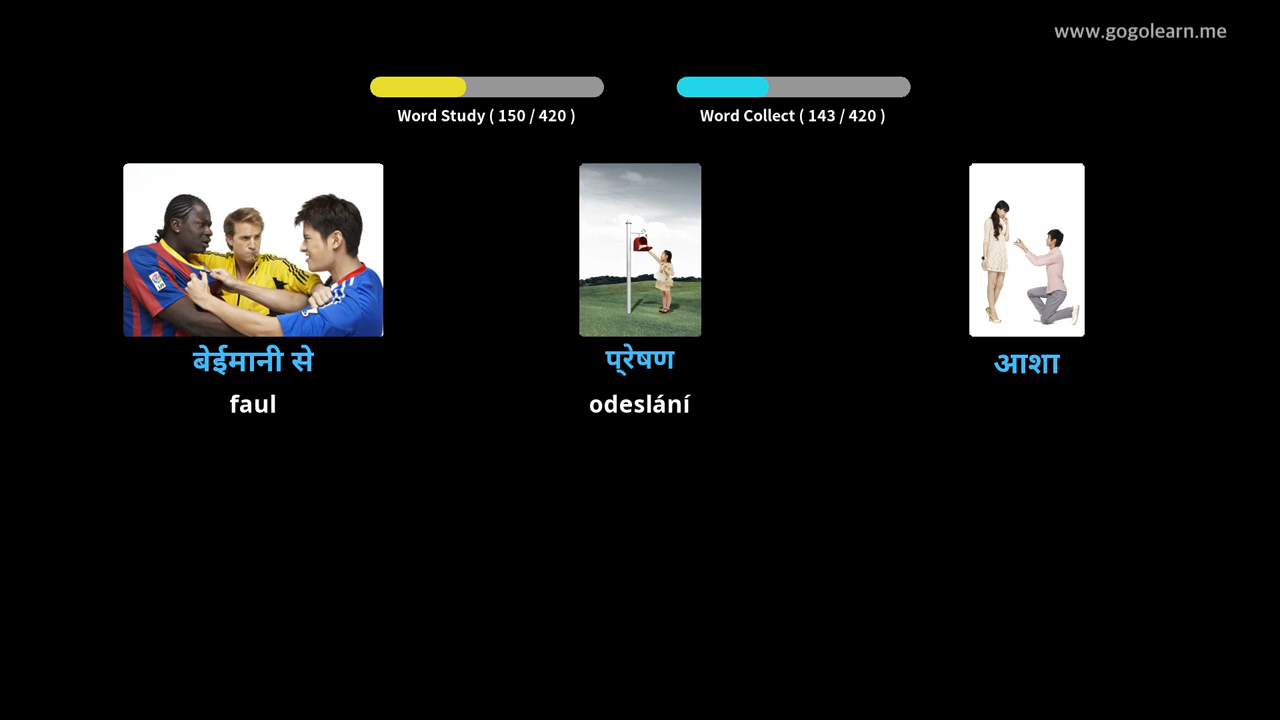 www.gogolearn.me
Word Study ( 150 / 420 )
Word Collect ( 143 / 420 )
बेईमानी से
प्रेषण
आशा
faul
odeslání